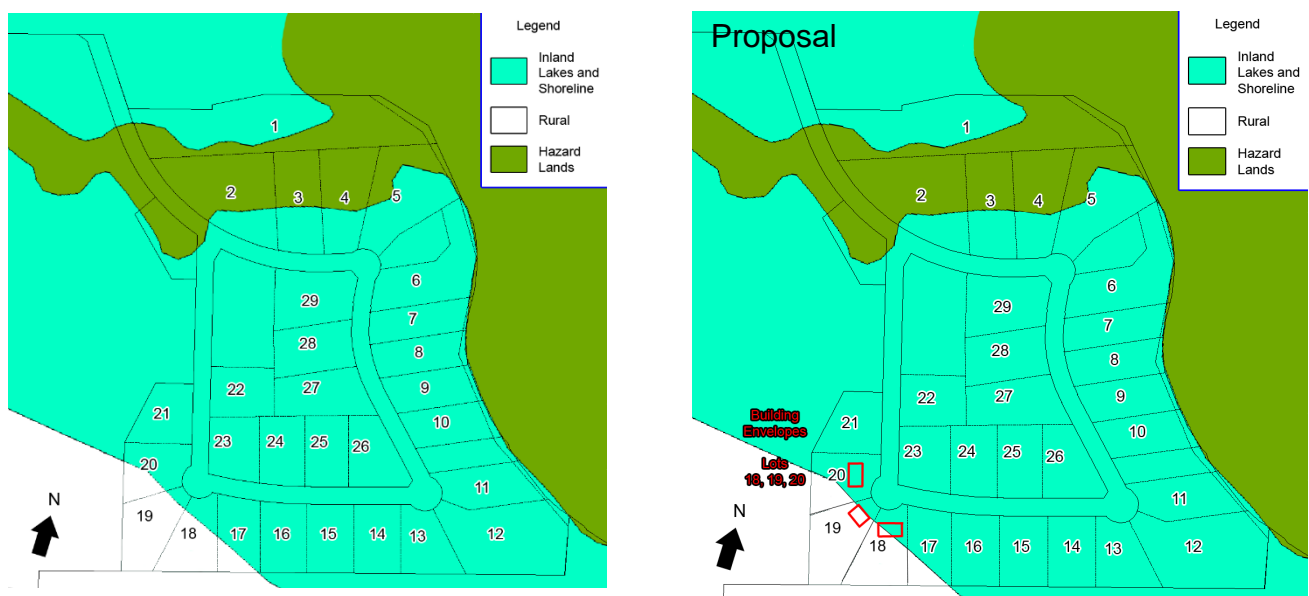 Legend
Inland
Lakes and
Shoreline
Rural
Hazard
Lands
1
2
3
4
5
6
29
7
28
8
27
9
22
10
21
23
24
25
26
20
11
19
18
17
16
15
14
13
12
N
Proposal
Legend
Inland
Lakes and
Shoreline
Rural
Hazard
Lands
1
2
3
4
5
6
29
7
28
8
27
9
22
Building
Envelopes
21
10
23
24
25
26
Lots
18, 19, 20
20
11
19
18
17
16
15
14
13
12
N